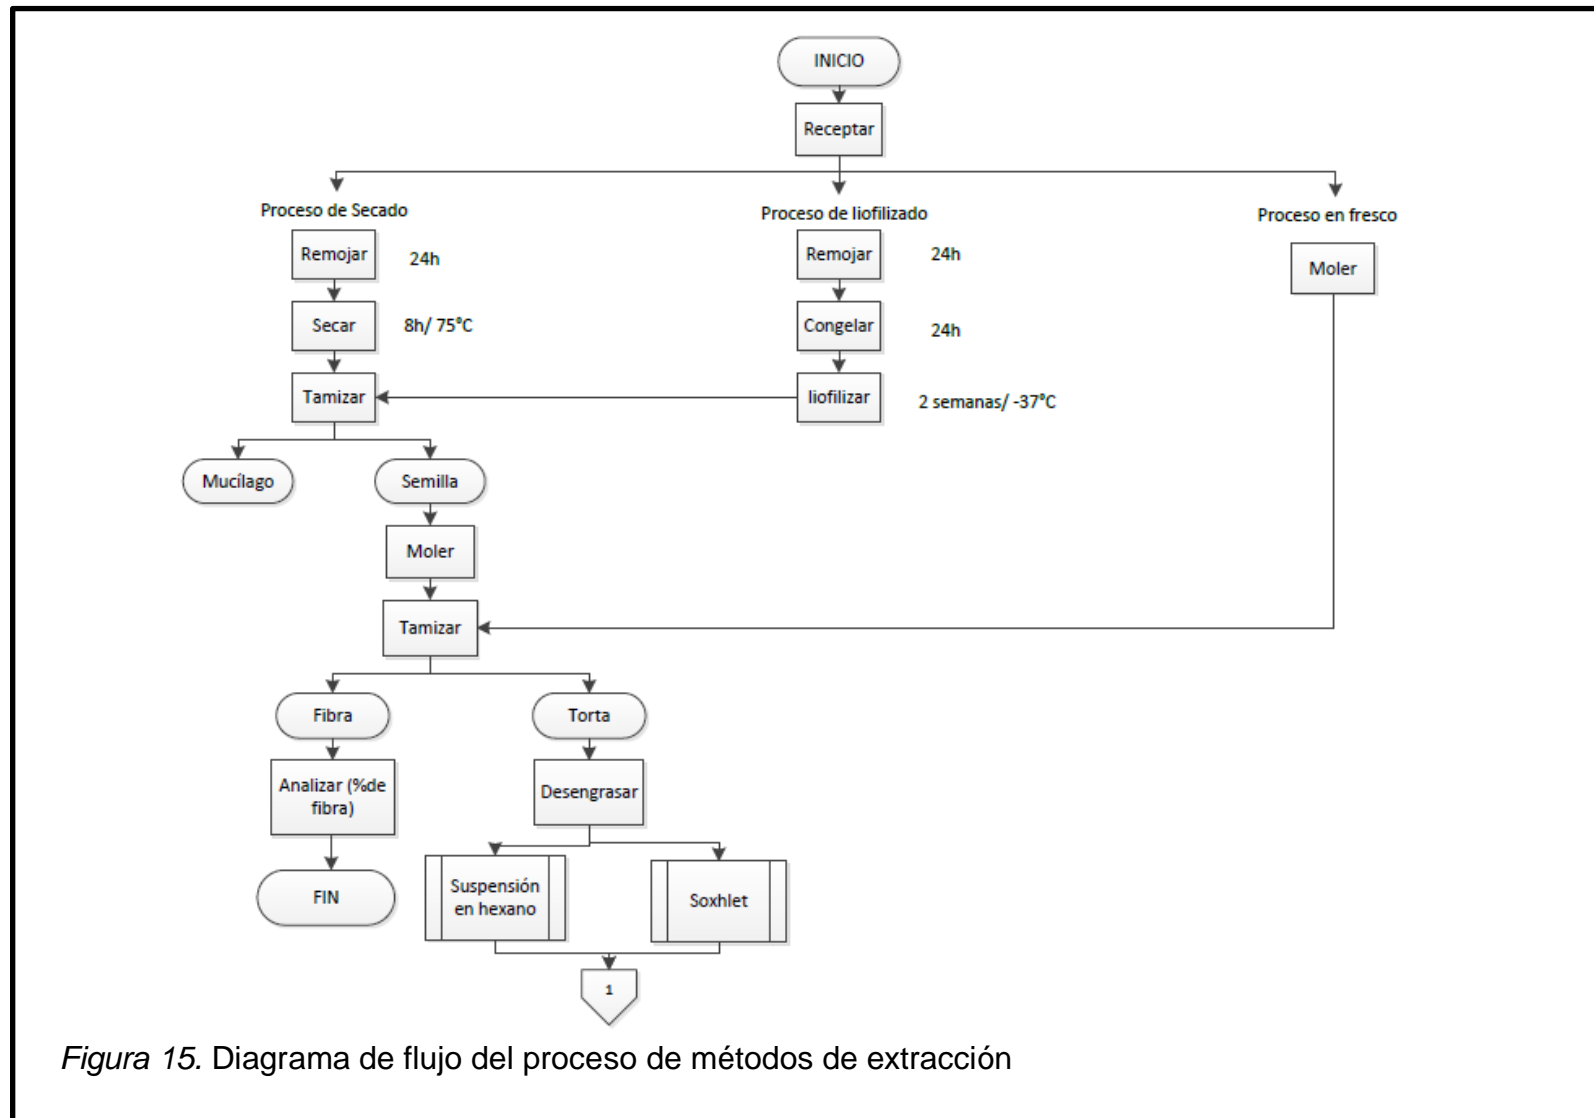 INICIO
Receptar
Proceso de Secado
Proceso de liofilizado
Proceso en fresco
Remojar
24h
Remojar
24h
Moler
Secar
8h/ 75°C
Congelar
24h
Tamizar
liofilizar
2 semanas/ -37°C
Mucílago
Semilla
Moler
Tamizar
Fibra
Torta
Analizar (%de
fibra)
Desengrasar
FIN
Suspensión
en hexano
Soxhlet
1
Figura 15. Diagrama de flujo del proceso de métodos de extracción